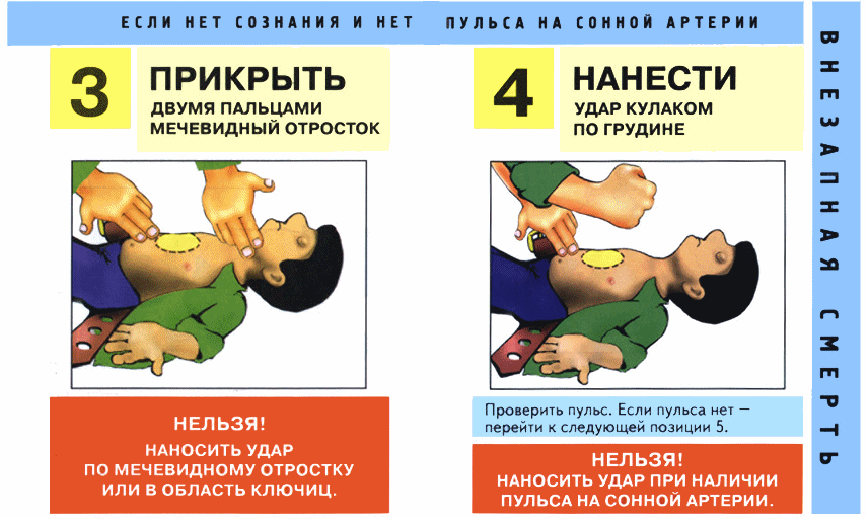 ЕСЛИ НЕТ СОЗНАНИЯ И НЕТ ПУЛЬСА НА СОННОЙ АРТЕРИИ
3
ПРИКРЫТЬ
ДВУМЯ ПАЛЬЦАМИ
МЕЧЕВИДНЫЙ ОТРОСТОК
НЕЛЬЗЯ!
НАНОСИТЬ УДАР
ПО МЕЧЕВИДНОМУ ОТРОСТКУ
ИЛИ В ОБЛАСТЬ КЛЮЧИЦ.
4
НАНЕСТИ
УДАР КУЛАКОМ
ПО ГРУДИНЕ
Проверить пульс. Если пульса нет –
перейти к следующей позиции 5.
НЕЛЬЗЯ!
НАНОСИТЬ УДАР ПРИ НАЛИЧИИ
ПУЛЬСА НА СОННОЙ АРТЕРИИ.
ВНЕЗАПНАЯ СМЕРТЬ